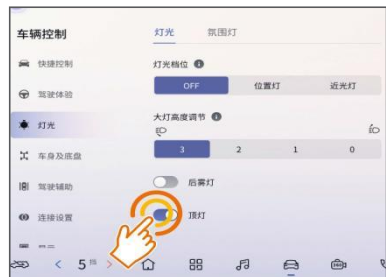 车辆控制
灯光 氛围灯
快捷控制
灯光档位
OFF 位置灯 近光灯
驾驶体验
大灯高度调节
灯光
3 2 1 0
车身及底盘
后雾灯
驾驶辅助
顶灯
连接设置
< 5 >